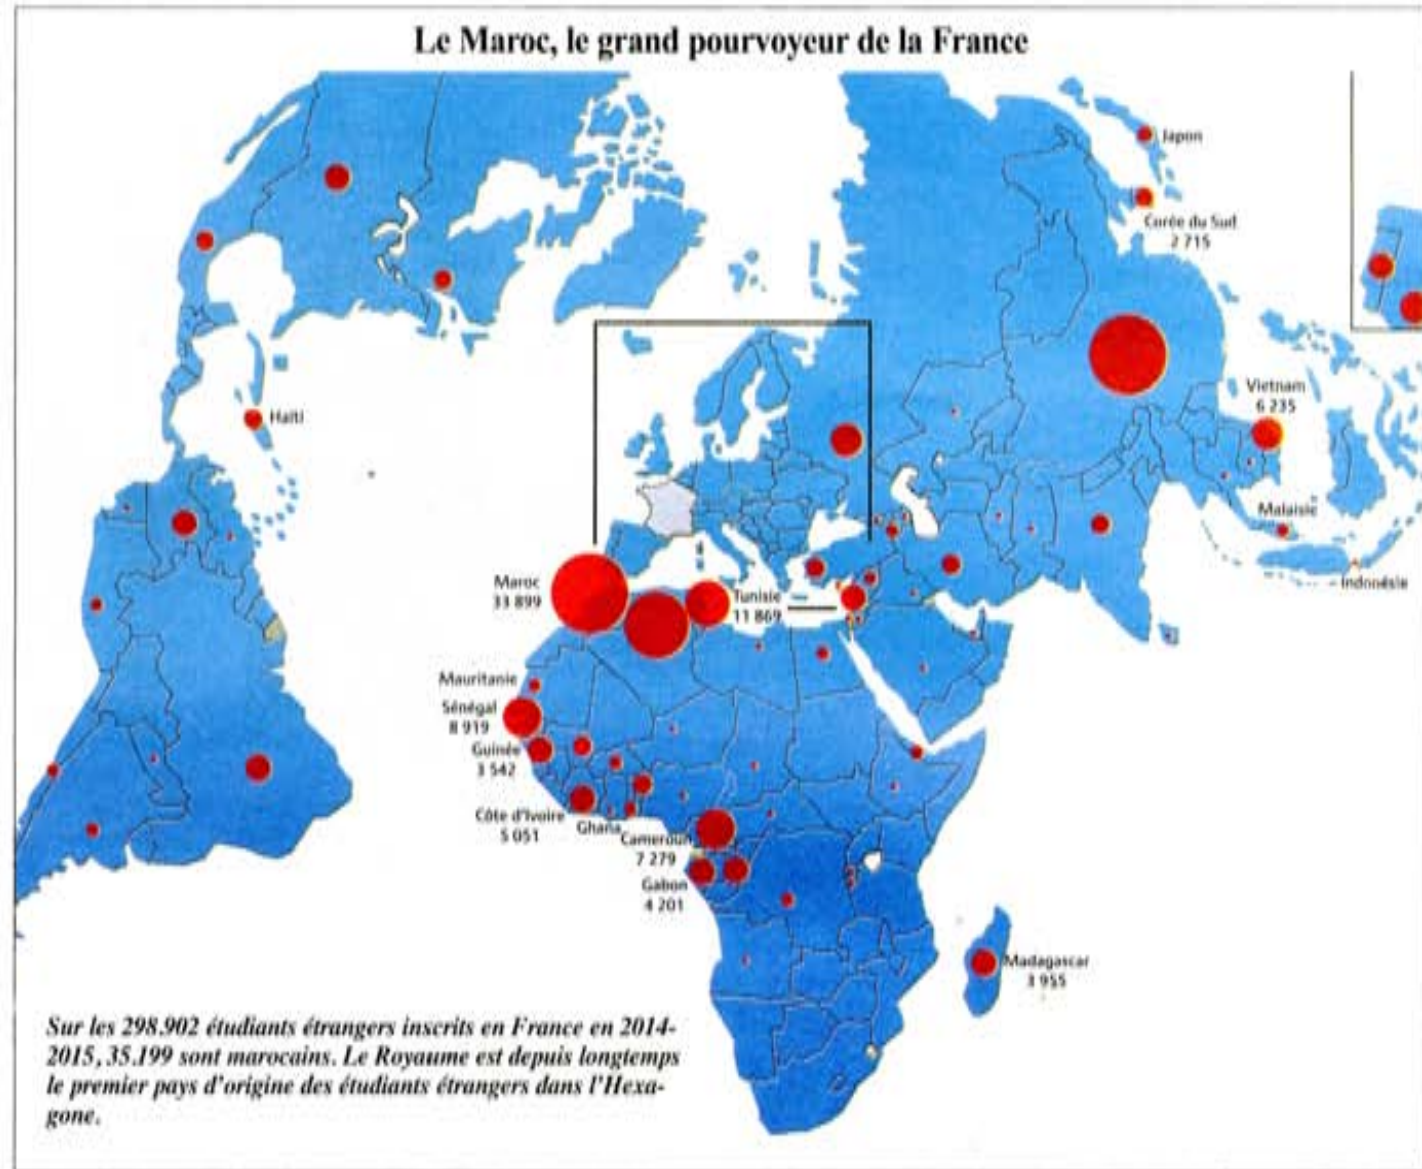 Le Maroc, le grand pourvoyeur de la France
Japon
Corée du Sud
2 715
Haïti
Vietnam
6 235
Malaisie
Indonésie
Maroc
33 899
Tunisie
11 869
Mauritanie
Sénégal
8 919
Guinée
3 542
Côte d'Ivoire
5 051
Ghana
Cameroun
7 279
Gabon
4 201
Madagascar
3 955
Sur les 298.902 étudiants étrangers inscrits en France en 2014-
2015, 35.199 sont marocains. Le Royaume est depuis longtemps
le premier pays d'origine des étudiants étrangers dans l'Hexa-
gone.